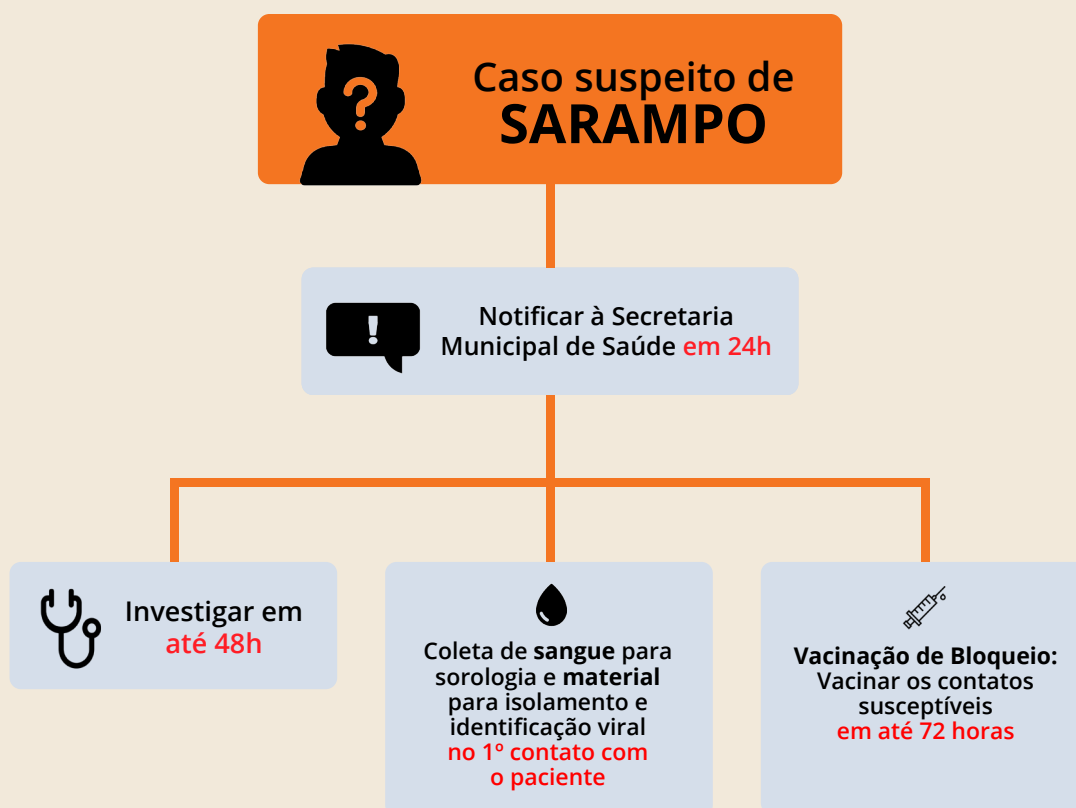 Caso suspeito de
SARAMPO
Notificar à Secretaria
Municipal de Saúde em 24h
Investigar em
até 48h
Coleta de sangue para
sorologia e material
para isolamento e
identificação viral
no 1º contato com
o paciente
Vacinação de Bloqueio:
Vacinar os contatos
susceptíveis
em até 72 horas